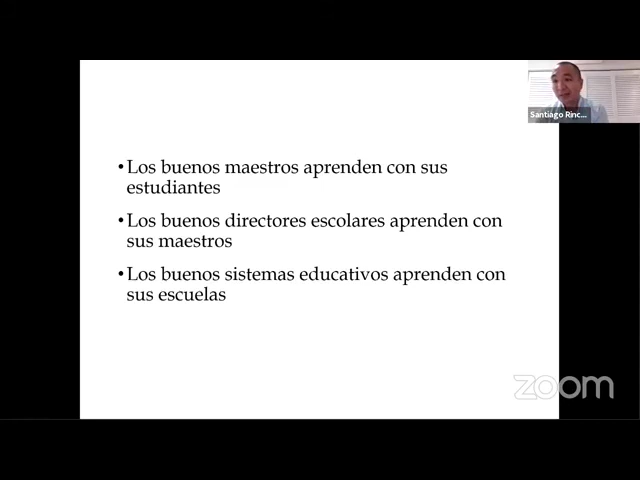 Santiago Rinc...
•Los buenos maestros aprenden con sus
estudiantes
•Los buenos directores escolares aprenden con
sus maestros
•Los buenos sistemas educativos aprenden con
sus escuelas
zoom